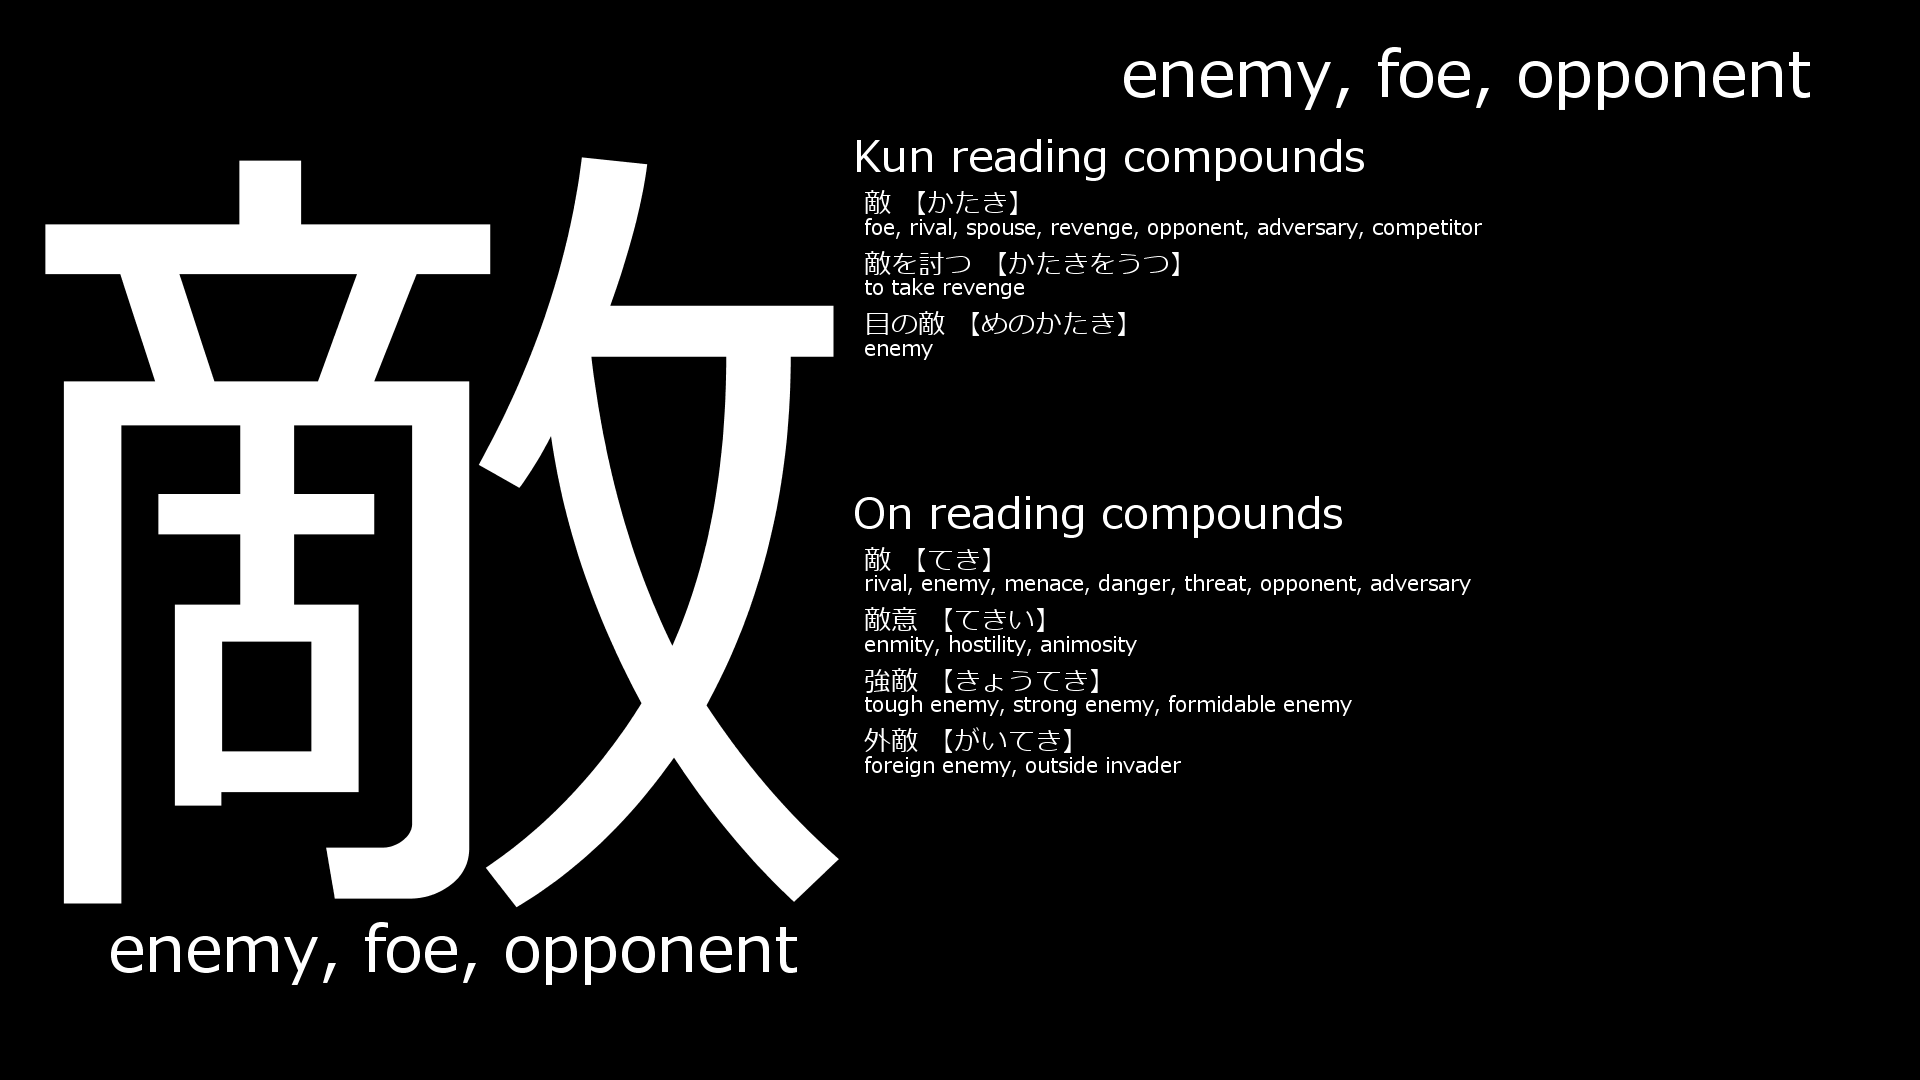 enemy, foe, opponent
敵
enemy, foe, opponent
Kun reading compounds
敵 【かたき】
foe, rival, spouse, revenge, opponent, adversary, competitor
敵を討つ 【かたきをうつ】
to take revenge
目の敵 【めのかたき】
enemy
On reading compounds
敵 【てき】
rival, enemy, menace, danger, threat, opponent, adversary
敵意 【てきい】
enmity, hostility, animosity
強敵 【きょうてき】
tough enemy, strong enemy, formidable enemy
外敵 【がいてき】
foreign enemy, outside invader